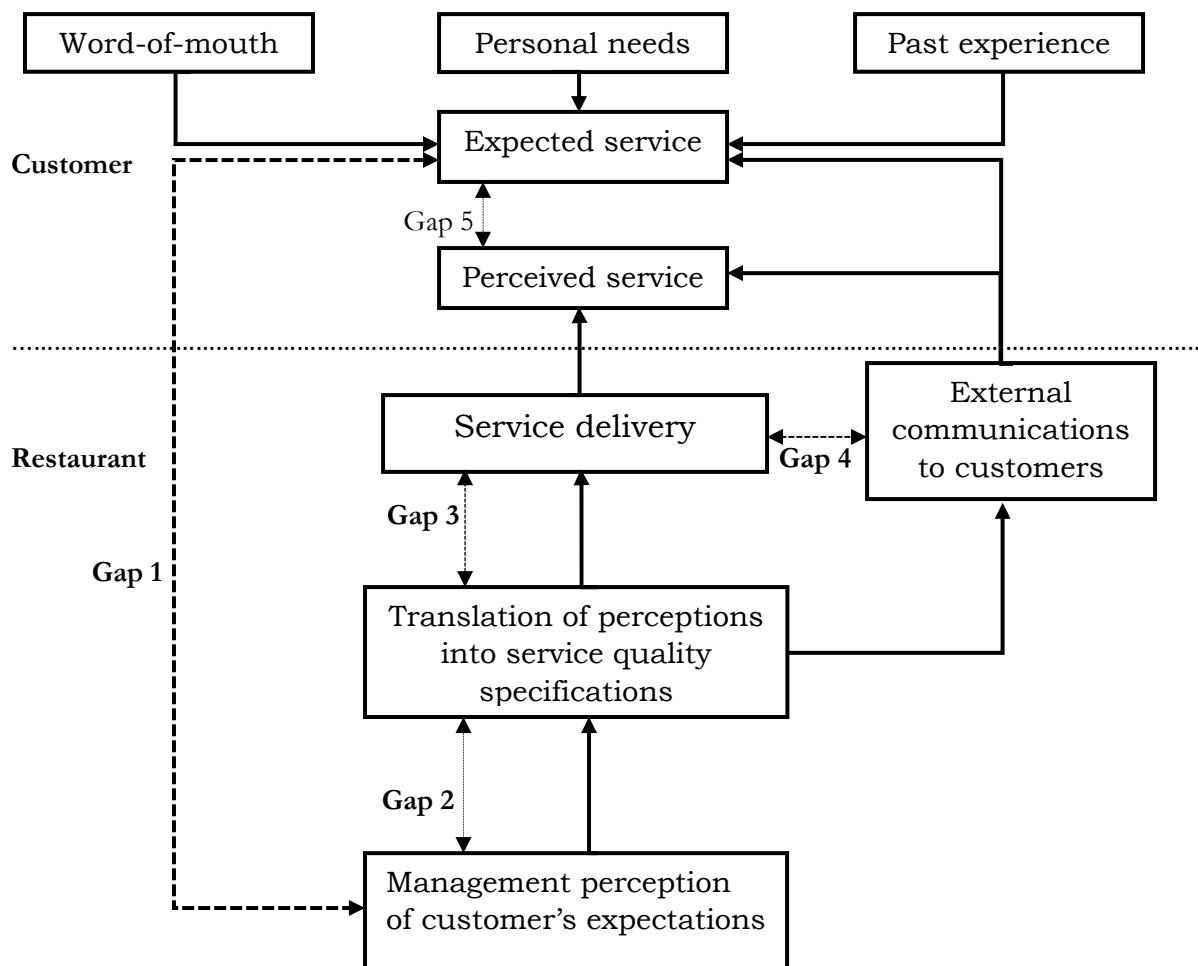 Word-of-mouth
Personal needs
Past experience
Expected service
Customer
Gap 5
Perceived service
External
communications
to customers
Service delivery
Restaurant
Gap 4
Gap 3
Gap 1
Translation of perceptions
into service quality
specifications
Gap 2
Management perception
of customer’s expectations